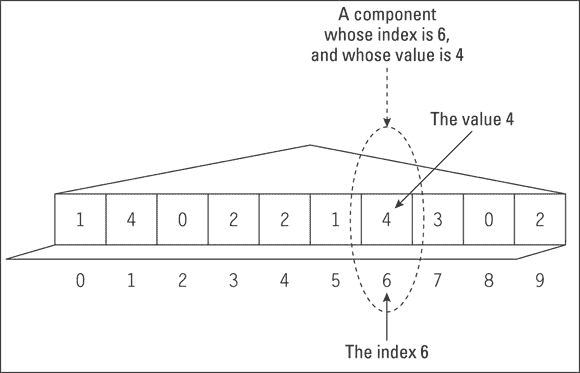 A component
whose index is 6,
and whose value is 4
The value 4
1 4 0 2 2 1 4 3 0 2
0 1 2 3 4 5 6 7 8 9
The index 6